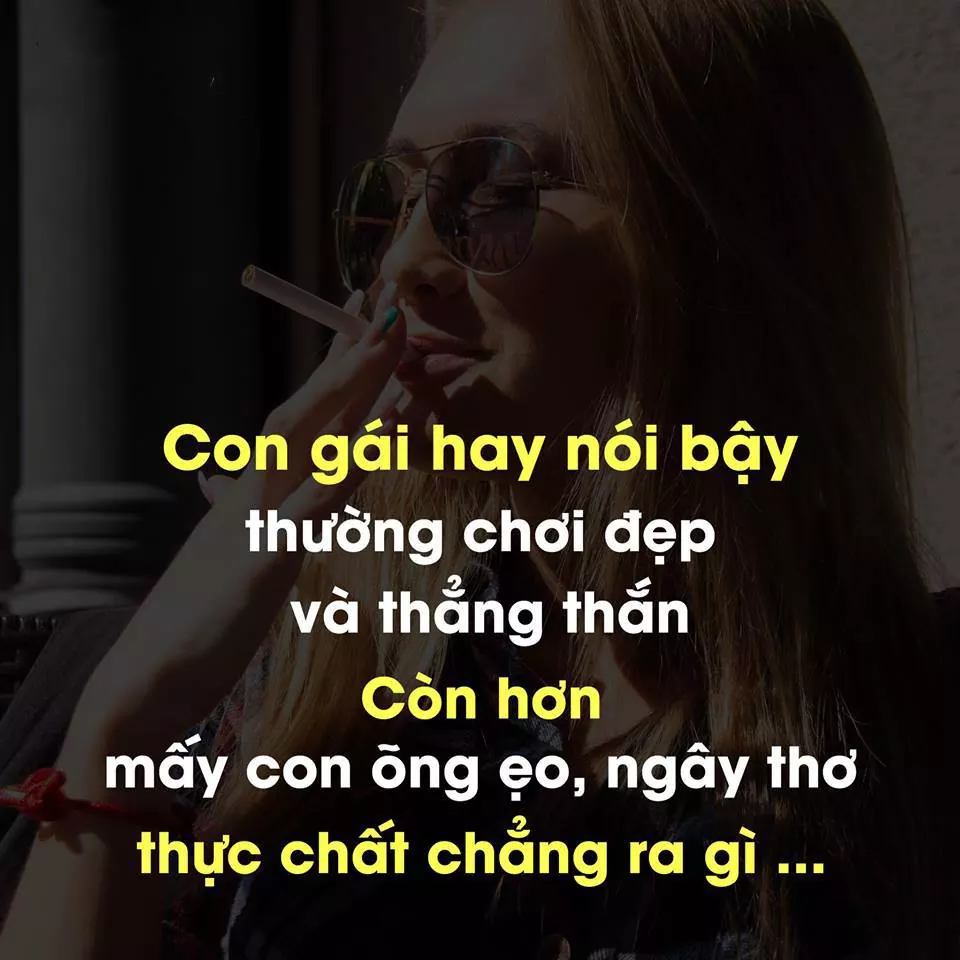 Con gái hay nói bậy
thường chơi đẹp
và thẳng thắn
Còn hơn
mấy con õng ẹo, ngây thơ
thực chất chẳng ra gì ...